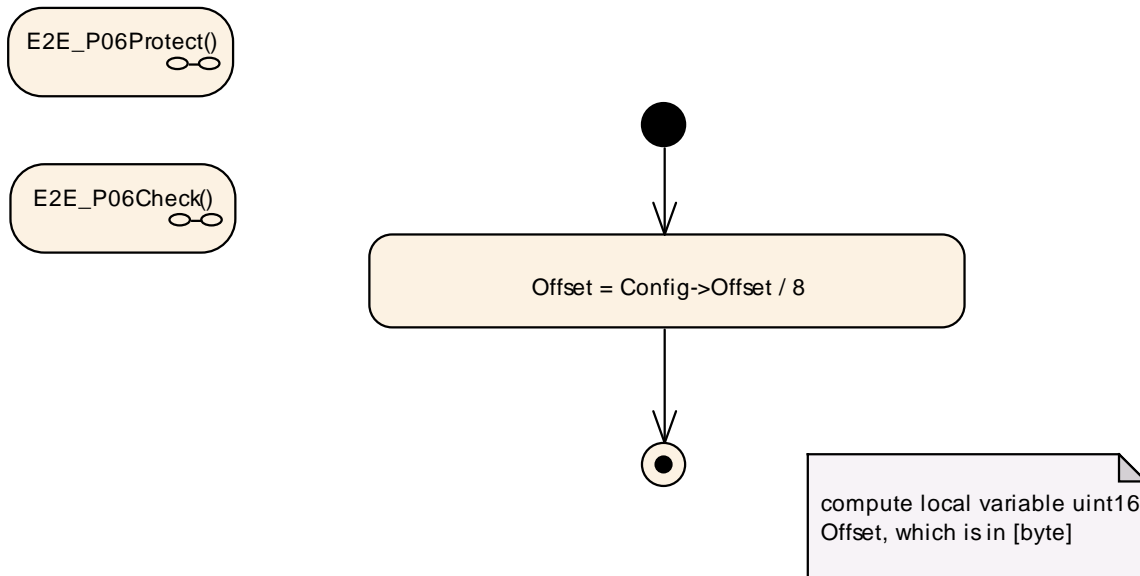 E2E_P06Protect()
E2E_P06Check()
Offset = Config->Offset / 8
compute local variable uint16
Offset, which is in [byte]